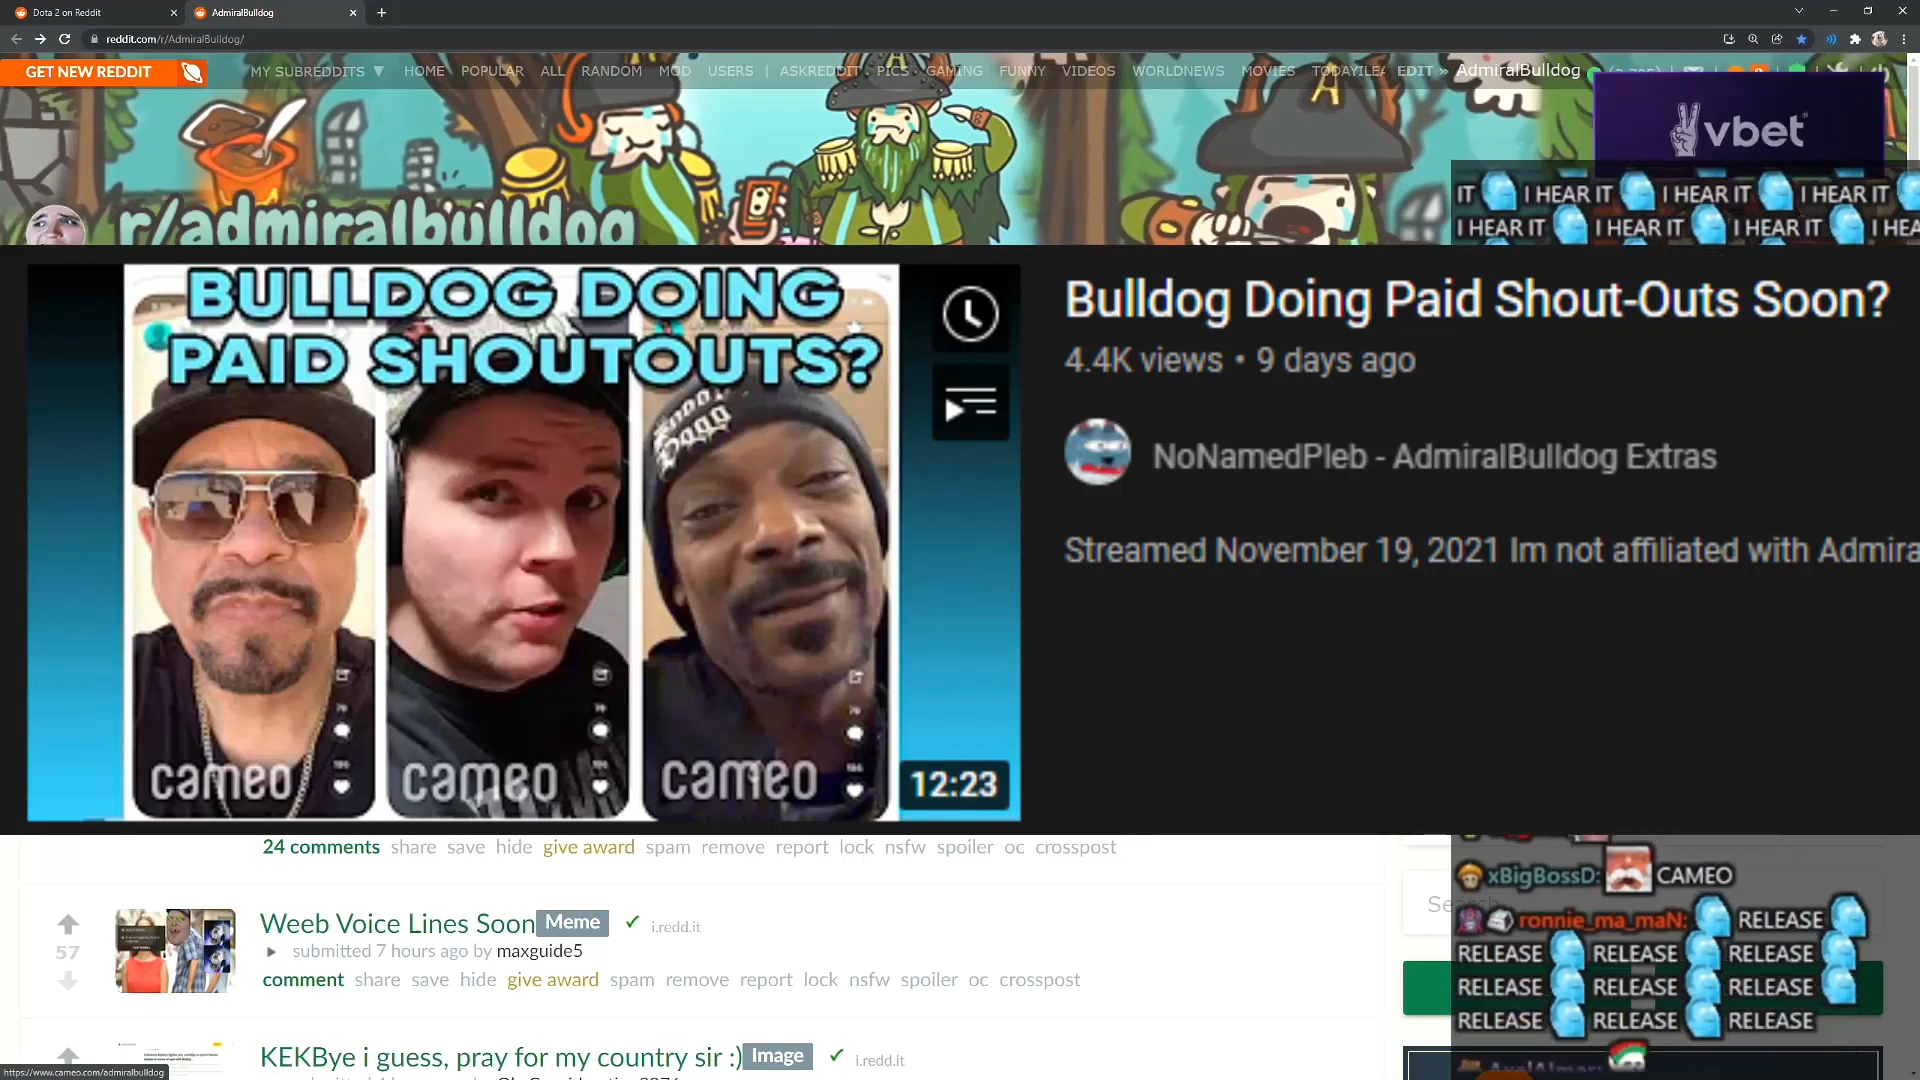 Dota 2 on Reddit
AdmiralBulldog
reddit.com/r/AdmiralBulldog/
GET NEW REDDIT
MY SUBREDDITS ▼ HOME POPULAR ALL RANDOM MOD USERS | ASKREDDIT PICS GAMING FUNNY VIDEOS WORLDNEWS MOVIES TODAYILEA EDIT » AdmiralBulldog
vbet
r/admiralbulldog
IT I HEAR IT I HEAR IT I HEAR IT
I HEAR IT I HEAR IT I HEAR IT I HEA
BULLDOG DOING
PAID SHOUTOUTS?
cameo
cameo
cameo
12:23
Bulldog Doing Paid Shout-Outs Soon?
4.4K views • 9 days ago
NoNamedPleb - AdmiralBulldog Extras
Streamed November 19, 2021 Im not affiliated with Admira
24 comments share save hide give award spam remove report lock nsfw spoiler oc crosspost
57
Weeb Voice Lines Soon Meme ✓ i.redd.it
submitted 7 hours ago by maxguide5
comment share save hide give award spam remove report lock nsfw spoiler oc crosspost
KEKBye i guess, pray for my country sir :) Image ✓ i.redd.it
xBigBossD: CAMEO
ronnie_ma_maN: RELEASE
RELEASE RELEASE RELEASE
RELEASE RELEASE RELEASE
RELEASE RELEASE RELEASE
https://www.cameo.com/admiralbulldog